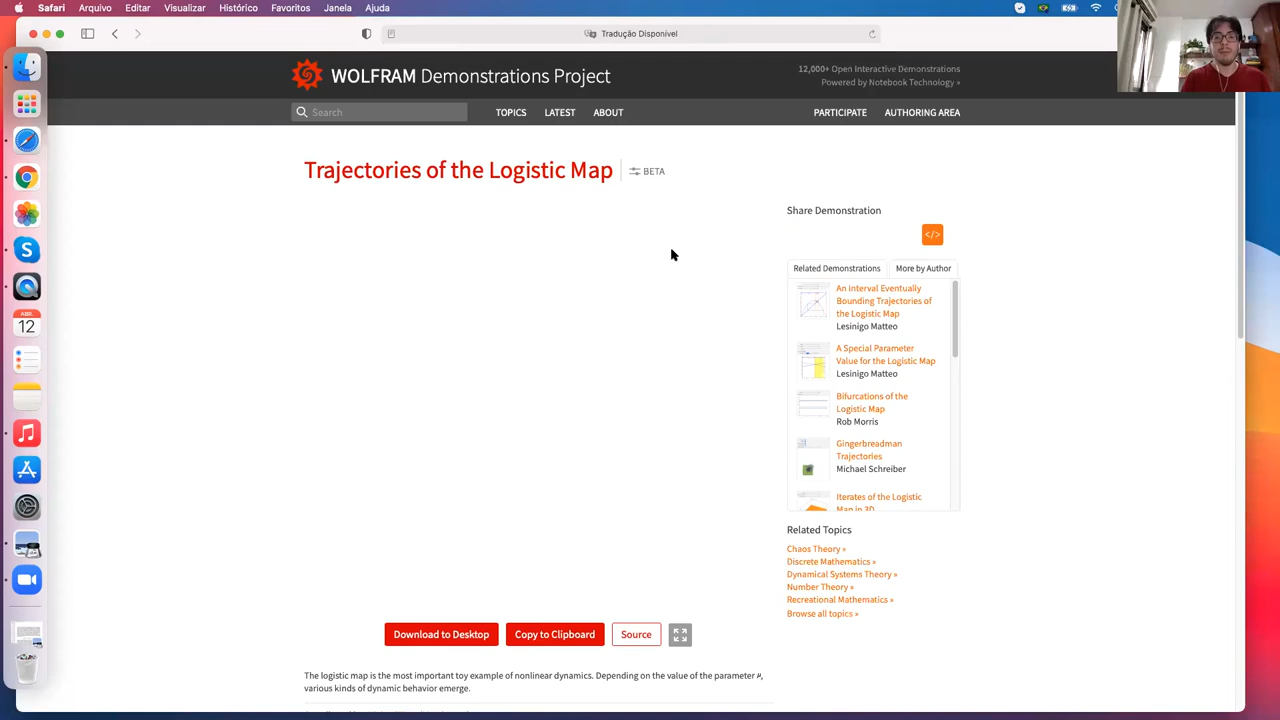 Safari Arquivo Editar Visualizar Histórico Favoritos Janela Ajuda
Tradução Disponível
WOLFRAM Demonstrations Project
12,000+ Open Interactive Demonstrations
Powered by Notebook Technology »
Search
TOPICS LATEST ABOUT PARTICIPATE AUTHORING AREA
Trajectories of the Logistic Map
BETA
Share Demonstration
</>
Related Demonstrations More by Author
An Interval Eventually
Bounding Trajectories of
the Logistic Map
Lesinigo Matteo
A Special Parameter
Value for the Logistic Map
Lesinigo Matteo
Bifurcations of the
Logistic Map
Rob Morris
Gingerbreadman
Trajectories
Michael Schreiber
Iterates of the Logistic
Map in 3D
Related Topics
Chaos Theory »
Discrete Mathematics »
Dynamical Systems Theory »
Number Theory »
Recreational Mathematics »
Browse all topics »
ABR.
12
Download to Desktop Copy to Clipboard Source
The logistic map is the most important toy example of nonlinear dynamics. Depending on the value of the parameter μ,
various kinds of dynamic behavior emerge.